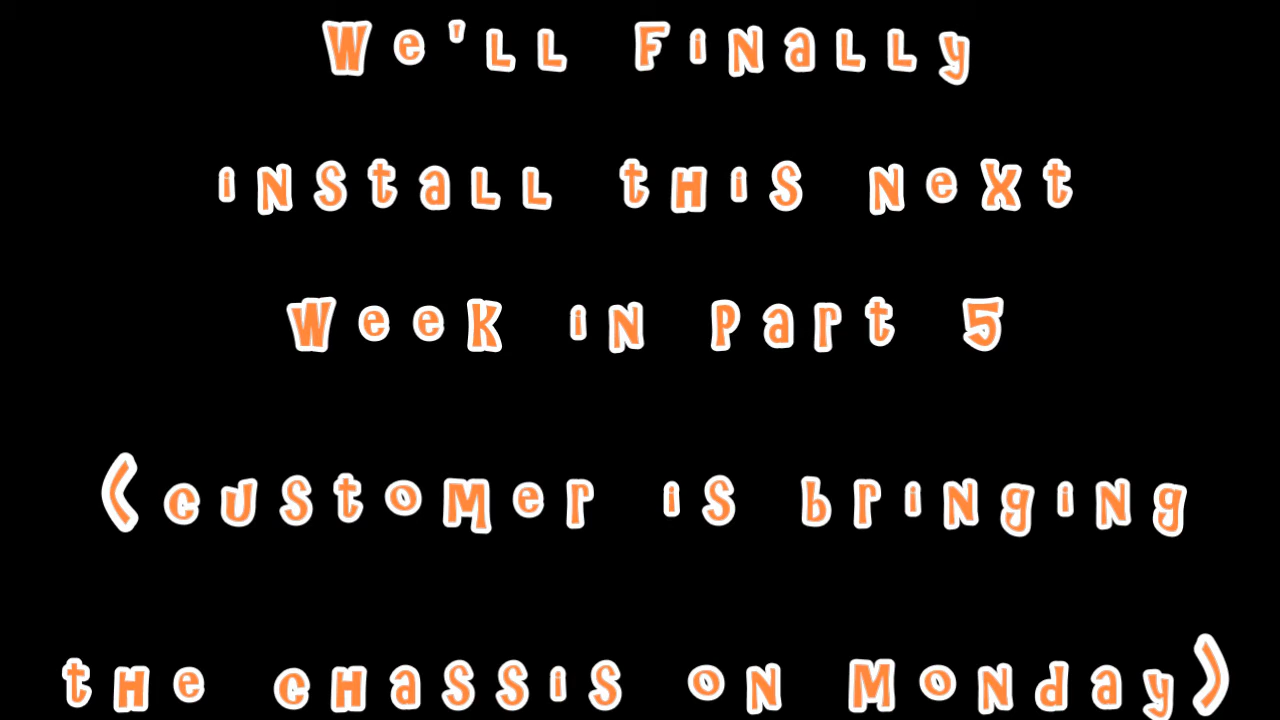 We'll Finally
install this next
Week in part 5
(customer is bringing
the chassis on Monday)